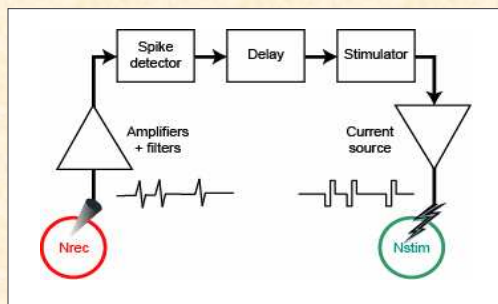 Spike
detector
Delay
Stimulator
Amplifiers
+ filters
Current
source
Nrec
Nstim